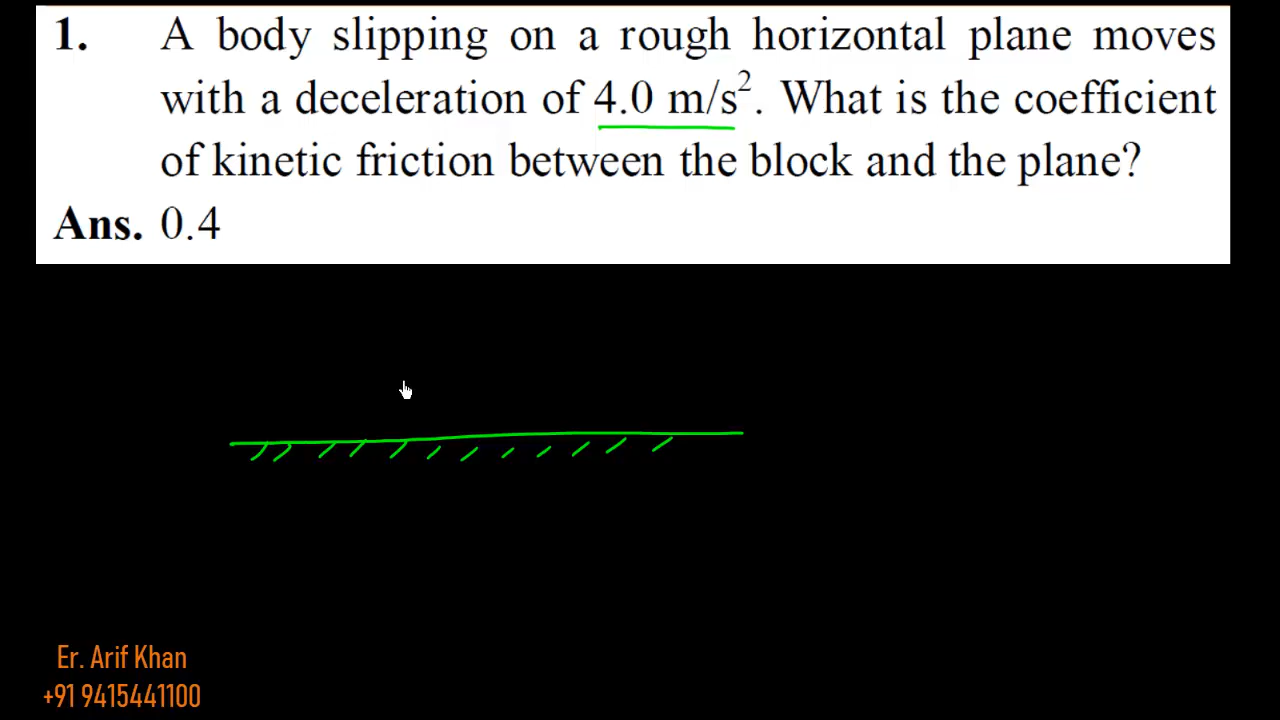 1. A body slipping on a rough horizontal plane moves
with a deceleration of 4.0 m/s². What is the coefficient
of kinetic friction between the block and the plane?
Ans. 0.4
Er. Arif Khan
+91 9415441100